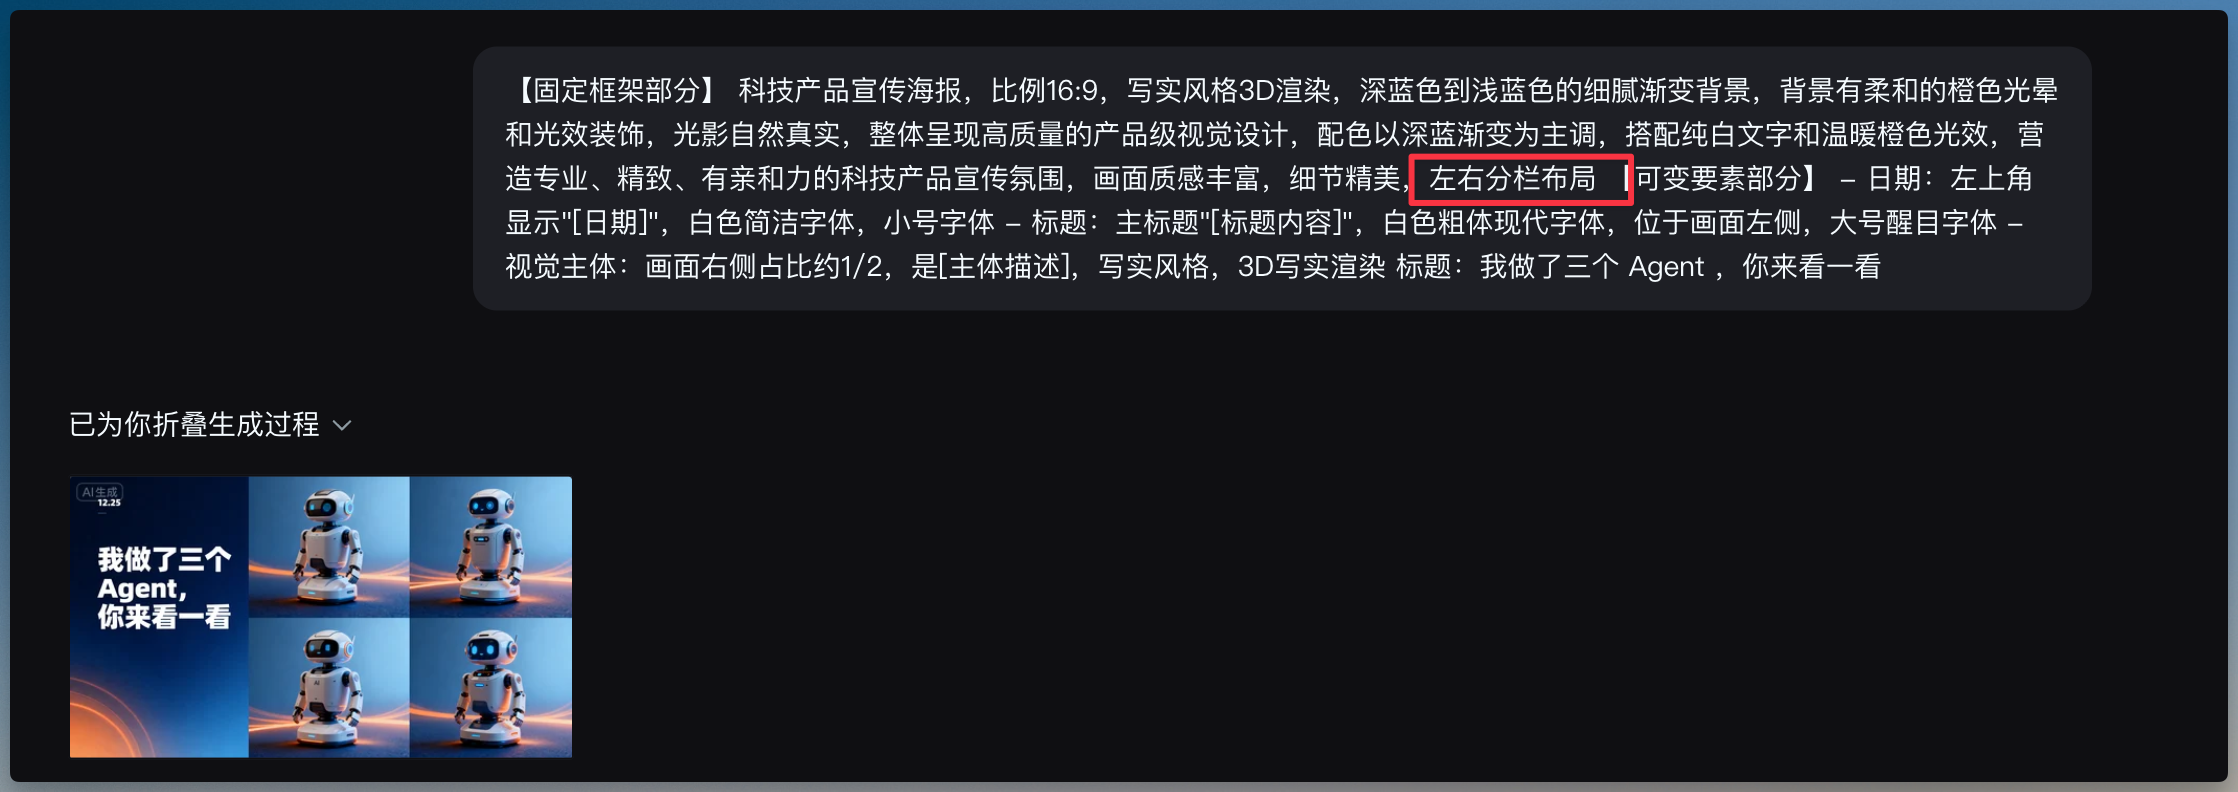 【固定框架部分】 科技产品宣传海报，比例16:9，写实风格3D渲染，深蓝色到浅蓝色的细腻渐变背景，背景有柔和的橙色光晕
和光效装饰，光影自然真实，整体呈现高质量的产品级视觉设计，配色以深蓝渐变为主调，搭配纯白文字和温暖橙色光效，营
造专业、精致、有亲和力的科技产品宣传氛围，画面质感丰富，细节精美，左右分栏布局 【可变要素部分】 – 日期：左上角
显示"[日期]"，白色简洁字体，小号字体 – 标题：主标题"[标题内容]"，白色粗体现代字体，位于画面左侧，大号醒目字体 –
视觉主体：画面右侧占比约1/2，是[主体描述]，写实风格，3D写实渲染 标题：我做了三个 Agent ，你来看一看
已为你折叠生成过程
AI生成
12.25
我做了三个
Agent，
你来看一看
AI